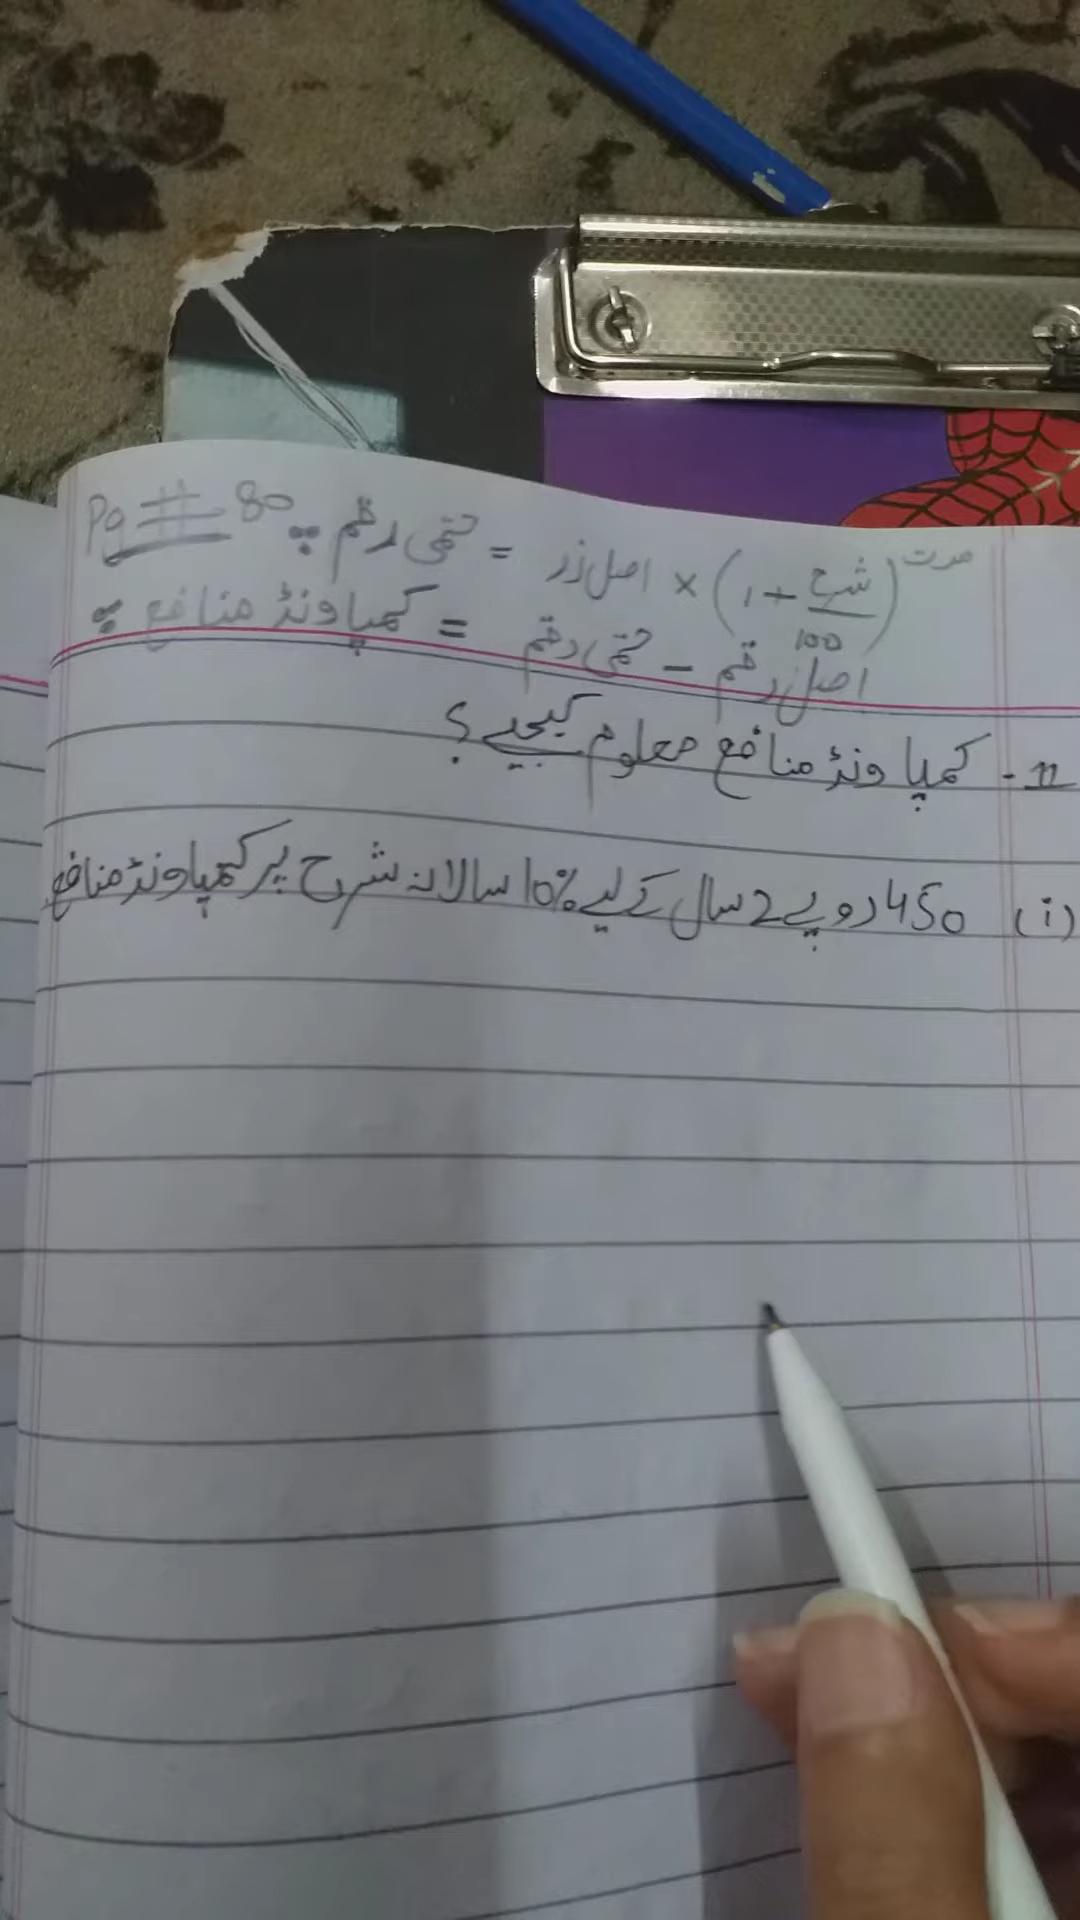 Pg # 80
حتمی رقم = اصل زر × (1 + شرح/100)^مدت
کمپاونڈ منافع = حتمی رقم – اصل رقم
11- کمپاونڈ منافع معلوم کیجیے؟
(i) 450 روپے 2 سال کے لیے 10% سالانہ شرح پر کمپاونڈ منافع